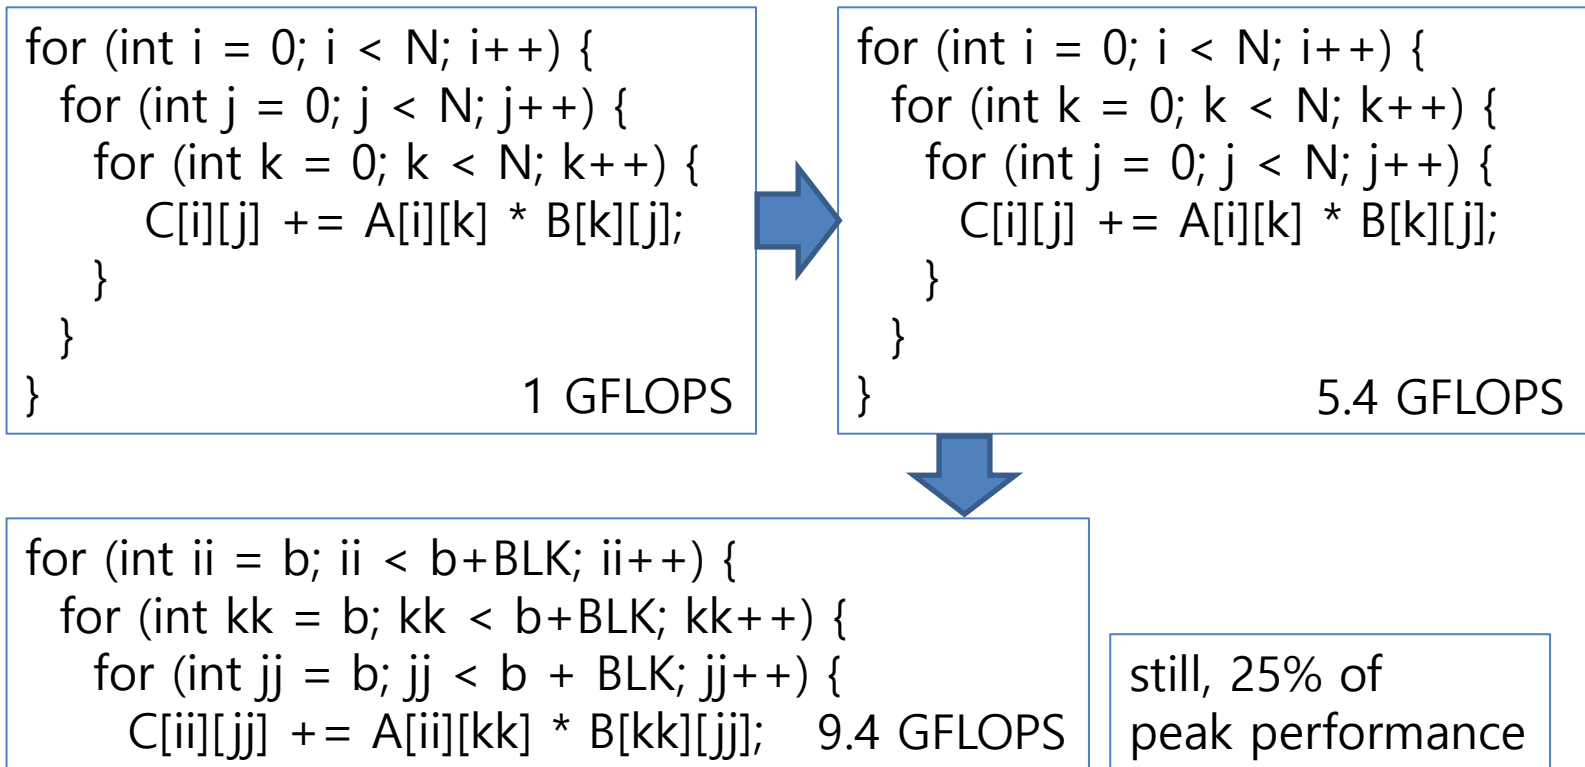 for (int i = 0; i < N; i++) {
for (int j = 0; j < N; j++) {
for (int k = 0; k < N; k++) {
C[i][j] += A[i][k] * B[k][j];
}
}
}
1 GFLOPS
for (int i = 0; i < N; i++) {
for (int k = 0; k < N; k++) {
for (int j = 0; j < N; j++) {
C[i][j] += A[i][k] * B[k][j];
}
}
}
5.4 GFLOPS
for (int ii = b; ii < b+BLK; ii++) {
for (int kk = b; kk < b+BLK; kk++) {
for (int jj = b; jj < b + BLK; jj++) {
C[ii][jj] += A[ii][kk] * B[kk][jj];
9.4 GFLOPS
still, 25% of
peak performance